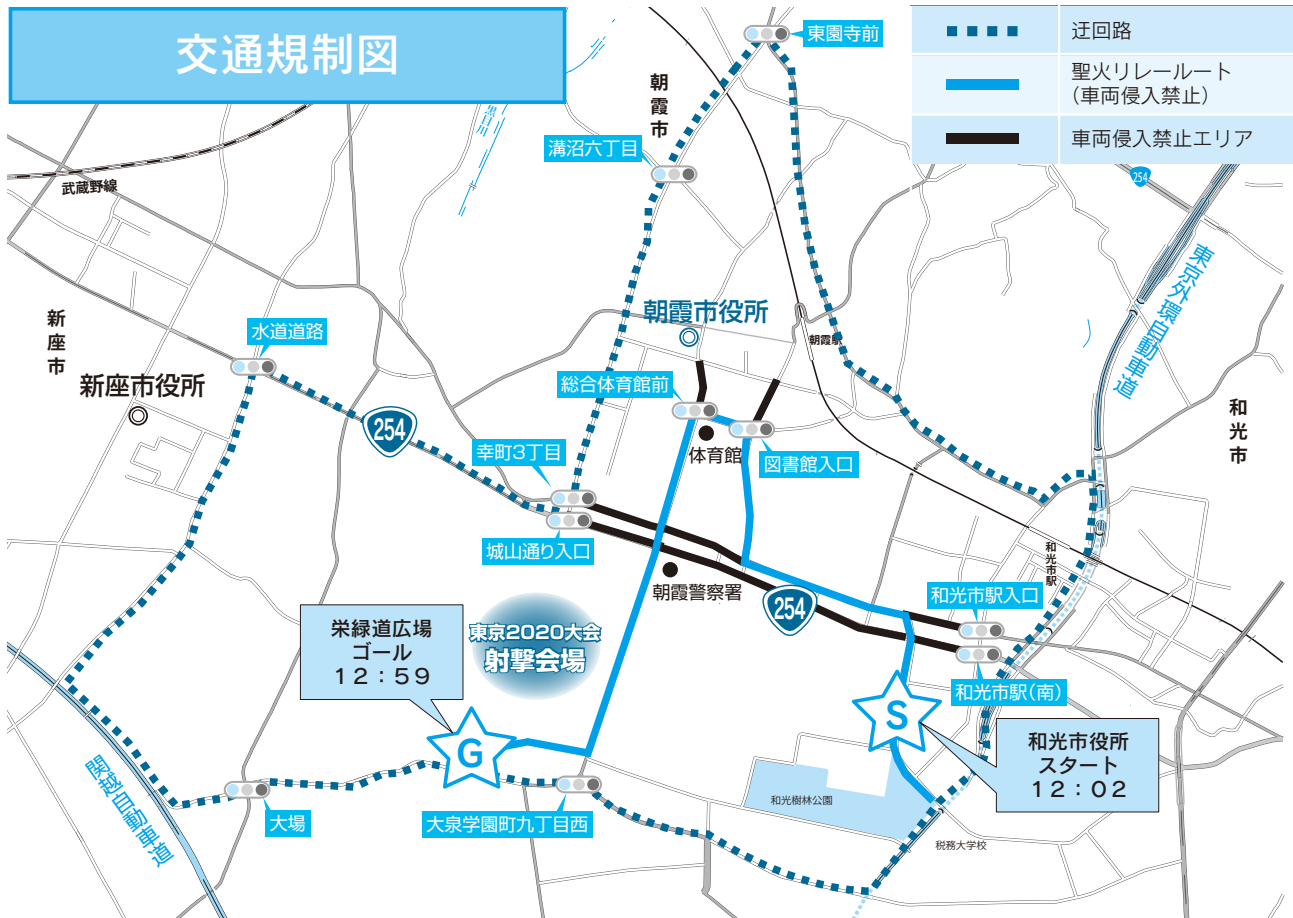 交通規制図
迂回路
聖火リレールート
(車両侵入禁止)
車両侵入禁止エリア
東園寺前
朝霞市
黒目川
溝沼六丁目
254
武蔵野線
東京外環自動車道
新座市
水道道路
朝霞市役所
朝霞駅
新座市役所
総合体育館前
和光市
254
体育館
図書館入口
幸町3丁目
城山通り入口
和光市駅
朝霞警察署
254
和光市駅入口
栄緑道広場
ゴール
12:59
東京2020大会
射撃会場
和光市駅(南)
S
G
和光市役所
スタート
12:02
関越自動車道
大場
大泉学園町九丁目西
和光樹林公園
税務大学校